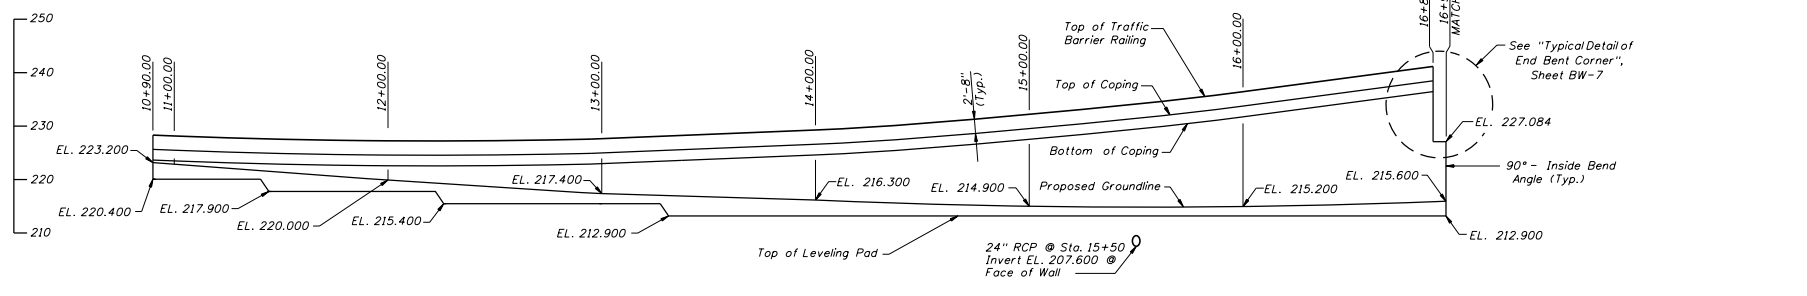 250
240
230
220
210
10+90.00
11+00.00
12+00.00
13+00.00
14+00.00
15+00.00
16+00.00
MATCH
2'-8"
(Typ.)
Top of Traffic
Barrier Railing
Top of Coping
Bottom of Coping
See "Typical Detail of
End Bent Corner",
Sheet BW-7
EL. 227.084
90° - Inside Bend
Angle (Typ.)
EL. 223.200
EL. 220.400
EL. 217.900
EL. 220.000
EL. 215.400
EL. 217.400
EL. 212.900
EL. 216.300
EL. 214.900
Proposed Groundline
EL. 215.200
EL. 215.600
EL. 212.900
Top of Leveling Pad
24" RCP @ Sta. 15+50
Invert EL. 207.600 @
Face of Wall